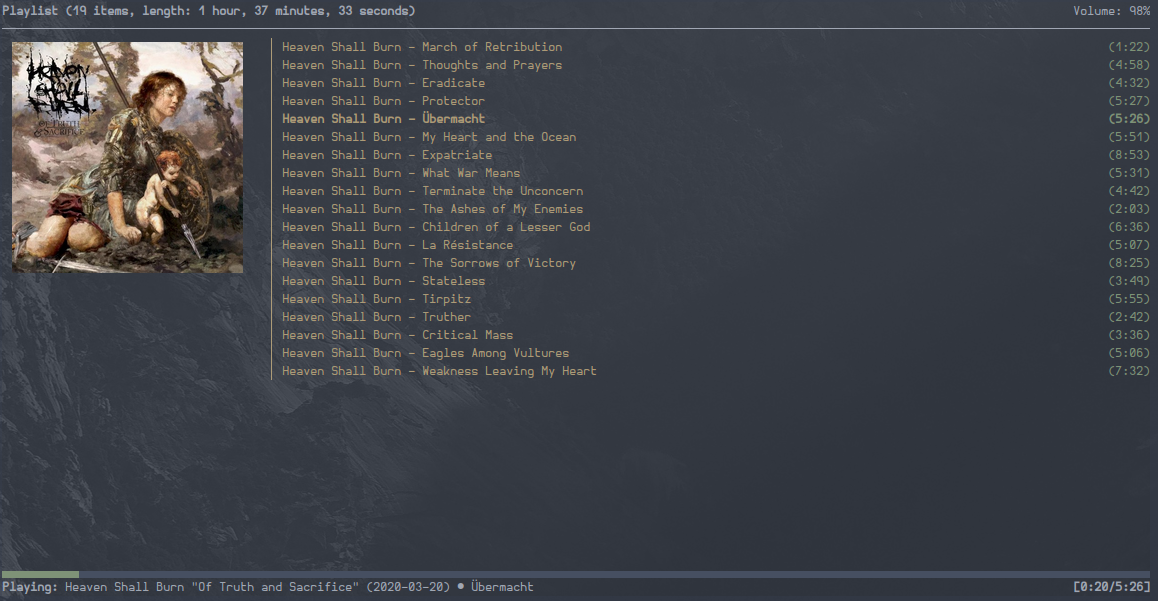 Playlist (19 items, length: 1 hour, 37 minutes, 33 seconds) Volume: 98%
HEAVEN
SHALL
BURN
OF TRUTH
& SACRIFICE
Heaven Shall Burn - March of Retribution (1:22)
Heaven Shall Burn - Thoughts and Prayers (4:58)
Heaven Shall Burn - Eradicate (4:32)
Heaven Shall Burn - Protector (5:27)
Heaven Shall Burn - Übermacht (5:26)
Heaven Shall Burn - My Heart and the Ocean (5:51)
Heaven Shall Burn - Expatriate (8:53)
Heaven Shall Burn - What War Means (5:31)
Heaven Shall Burn - Terminate the Unconcern (4:42)
Heaven Shall Burn - The Ashes of My Enemies (2:03)
Heaven Shall Burn - Children of a Lesser God (6:36)
Heaven Shall Burn - La Résistance (5:07)
Heaven Shall Burn - The Sorrows of Victory (8:25)
Heaven Shall Burn - Stateless (3:49)
Heaven Shall Burn - Tirpitz (5:55)
Heaven Shall Burn - Truther (2:42)
Heaven Shall Burn - Critical Mass (3:36)
Heaven Shall Burn - Eagles Among Vultures (5:06)
Heaven Shall Burn - Weakness Leaving My Heart (7:32)
Playing: Heaven Shall Burn "Of Truth and Sacrifice" (2020-03-20) ● Übermacht [0:20/5:26]